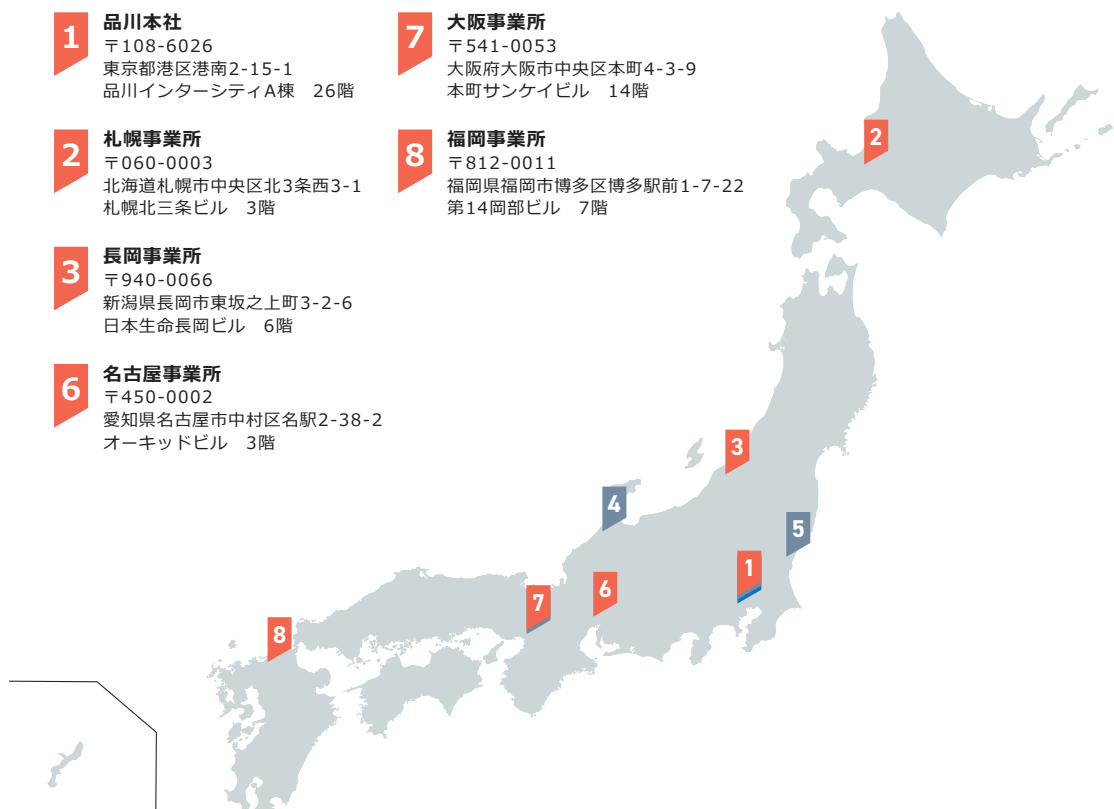 1
品川本社
〒108-6026
東京都港区港南2-15-1
品川インターシティA棟　26階
2
札幌事業所
〒060-0003
北海道札幌市中央区北3条西3-1
札幌北三条ビル　3階
3
長岡事業所
〒940-0066
新潟県長岡市東坂之上町3-2-6
日本生命長岡ビル　6階
6
名古屋事業所
〒450-0002
愛知県名古屋市中村区名駅2-38-2
オーキッドビル　3階
7
大阪事業所
〒541-0053
大阪府大阪市中央区本町4-3-9
本町サンケイビル　14階
8
福岡事業所
〒812-0011
福岡県福岡市博多区博多駅前1-7-22
第14岡部ビル　7階
2
3
4
5
1
6
7
8